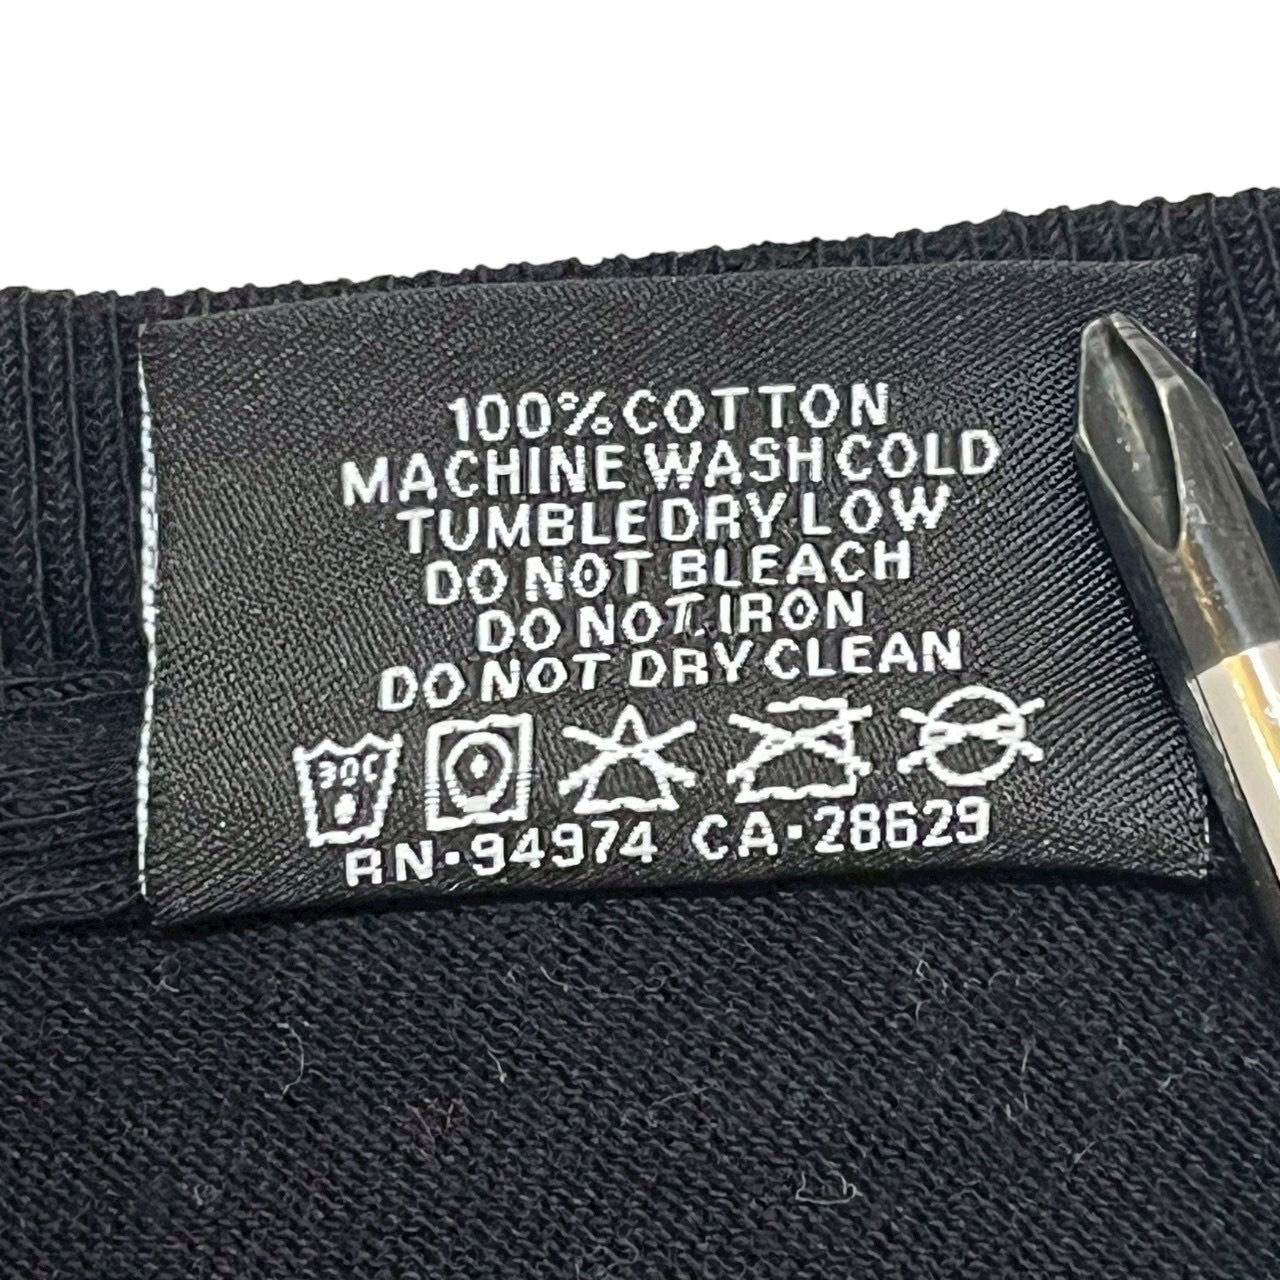 100% COTTON
MACHINE WASH COLD
TUMBLE DRY LOW
DO NOT BLEACH
DO NOT IRON
DO NOT DRY CLEAN
30C
RN·94974 CA·28629